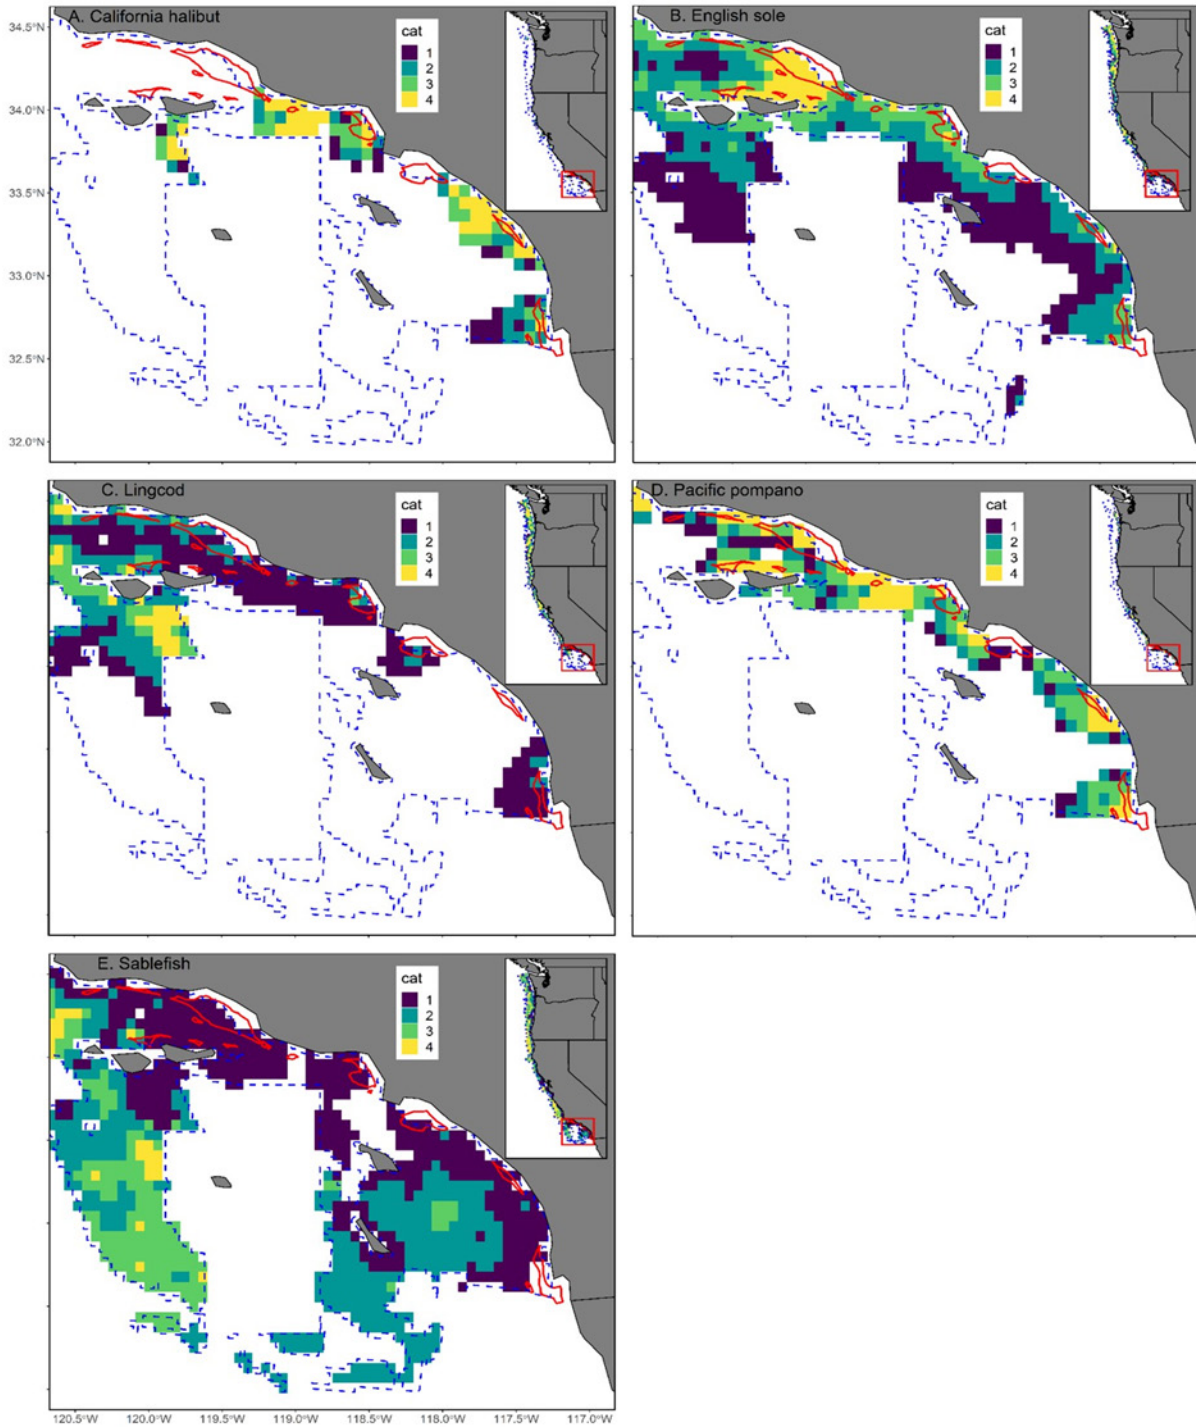 A. California halibut
cat
1
2
3
4
34.5°N
34.0°N
33.5°N
33.0°N
32.5°N
32.0°N
B. English sole
cat
1
2
3
4
C. Lingcod
cat
1
2
3
4
D. Pacific pompano
cat
1
2
3
4
E. Sablefish
cat
1
2
3
4
120.5°W 120.0°W 119.5°W 119.0°W 118.5°W 118.0°W 117.5°W 117.0°W